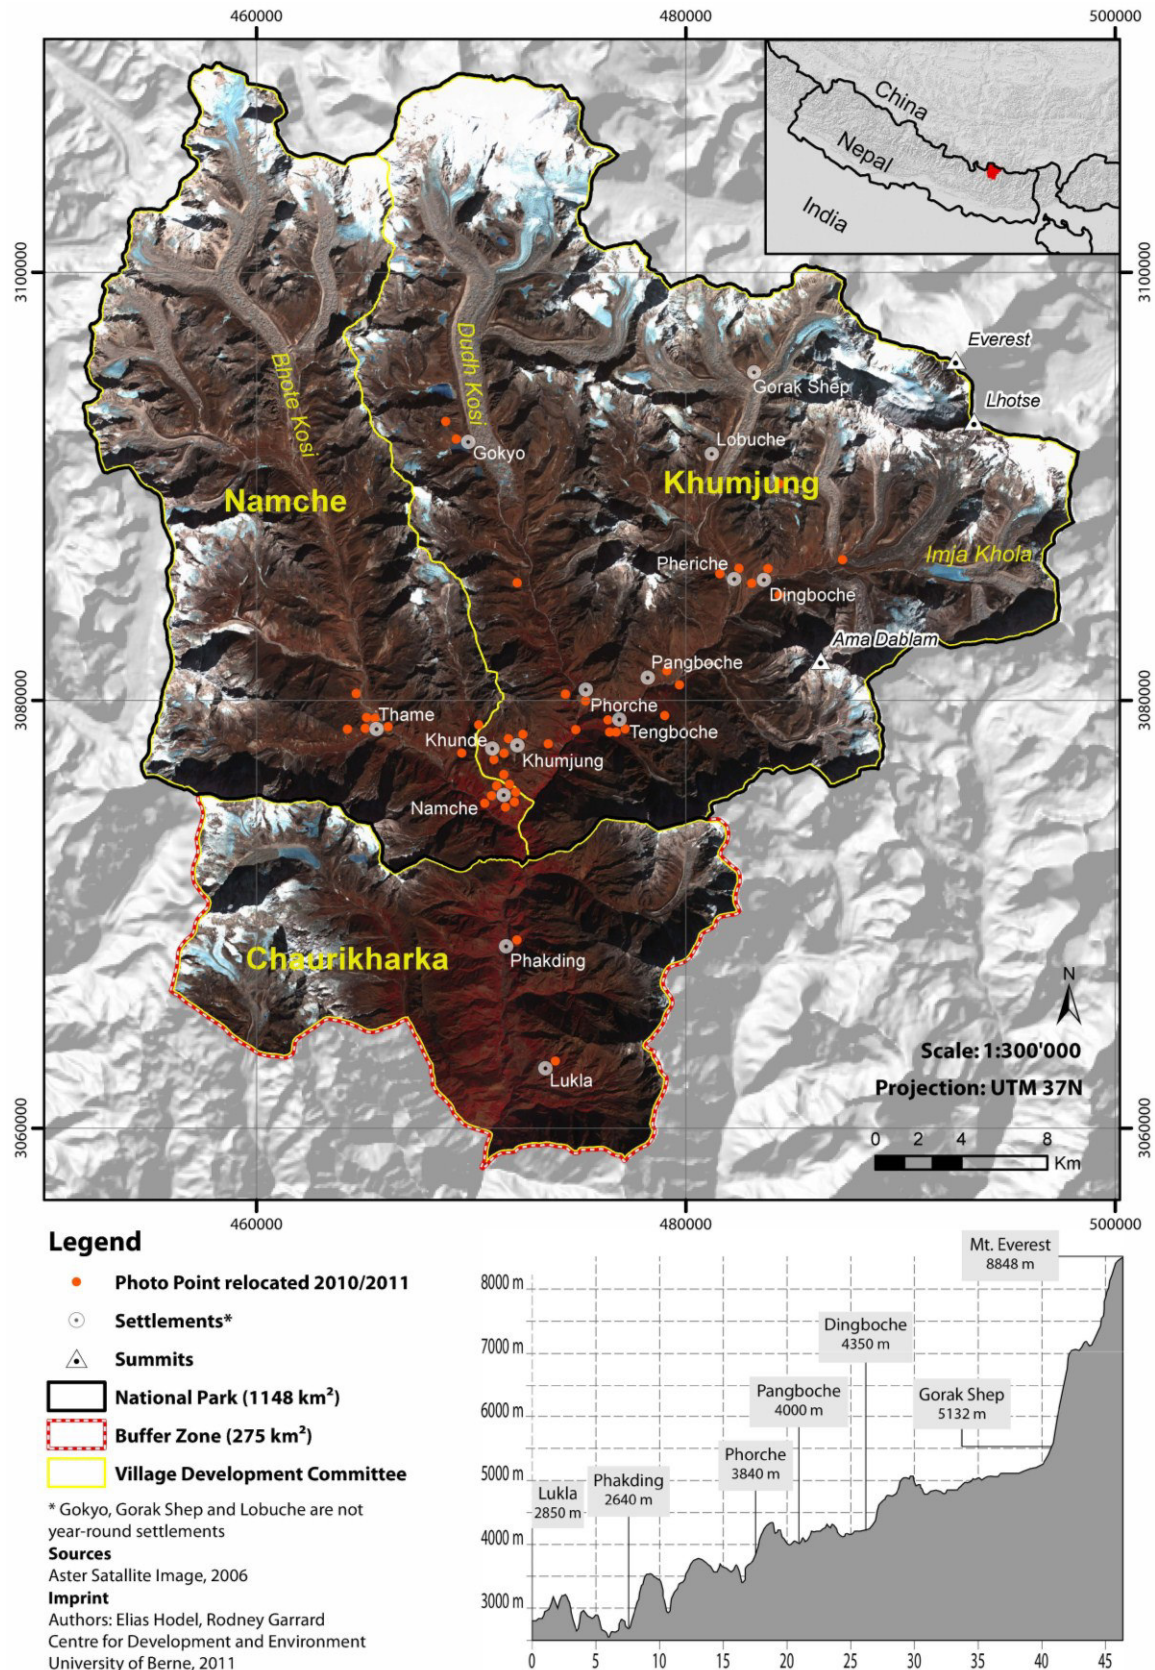 460000
480000
500000
3100000
3080000
3060000
3100000
3080000
3060000
China
Nepal
India
Everest
Lhotse
Gorak Shep
Dudh Kosi
Bhote Kosi
Gokyo
Lobuche
Namche
Khumjung
Imja Khola
Pheriche
Dingboche
Ama Dablam
Pangboche
Phorche
Thame
Tengboche
Khunde
Khumjung
Namche
Chaurikharka
Phakding
Lukla
N
Scale: 1:300'000
Projection: UTM 37N
0 2 4 8
Km
460000
480000
500000
Legend
Photo Point relocated 2010/2011
Settlements*
Summits
National Park (1148 km²)
Buffer Zone (275 km²)
Village Development Committee
* Gokyo, Gorak Shep and Lobuche are not
year-round settlements
Sources
Aster Satallite Image, 2006
Imprint
Authors: Elias Hodel, Rodney Garrard
Centre for Development and Environment
University of Berne, 2011
Mt. Everest
8848 m
8000 m
Dingboche
4350 m
7000 m
Pangboche
4000 m
Gorak Shep
5132 m
6000 m
Phorche
3840 m
5000 m
Lukla
2850 m
Phakding
2640 m
4000 m
3000 m
0 5 10 15 20 25 30 35 40 45